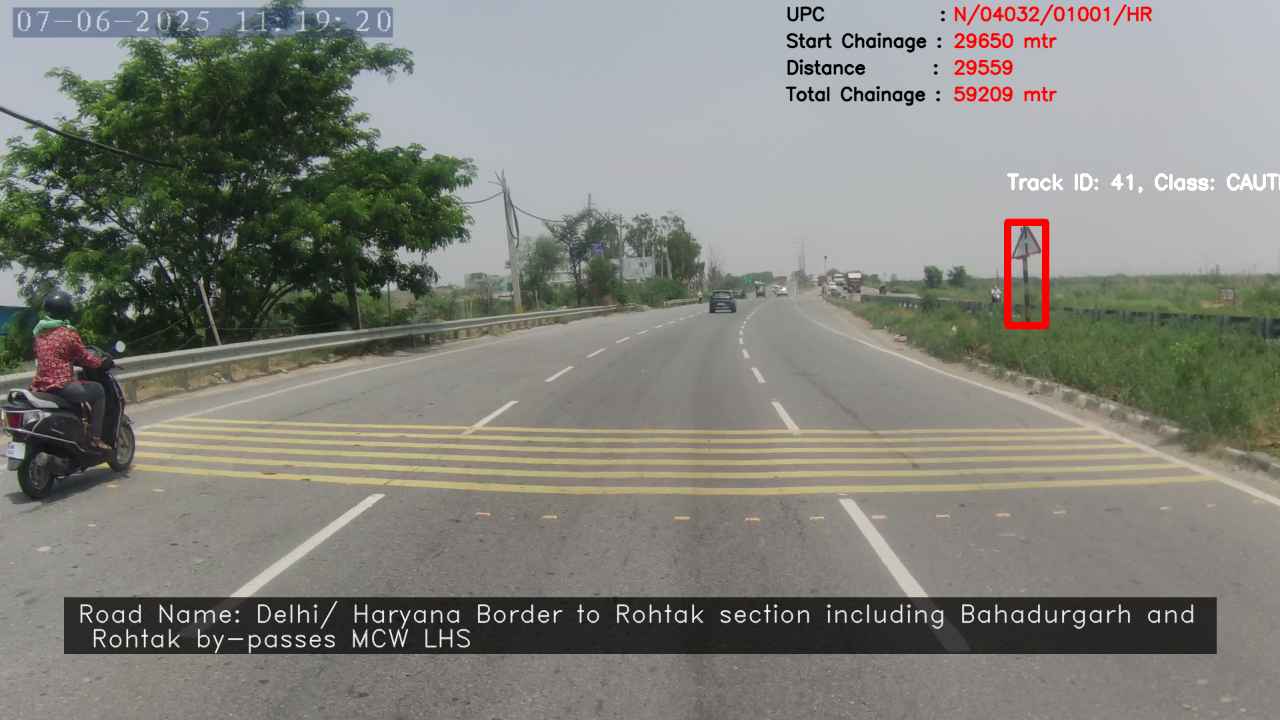 07-06-2025 11:19:20
UPC : N/04032/01001/HR
Start Chainage : 29650 mtr
Distance : 29559
Total Chainage : 59209 mtr
Track ID: 41, Class: CAUTI
Road Name: Delhi/ Haryana Border to Rohtak section including Bahadurgarh and
Rohtak by-passes MCW LHS